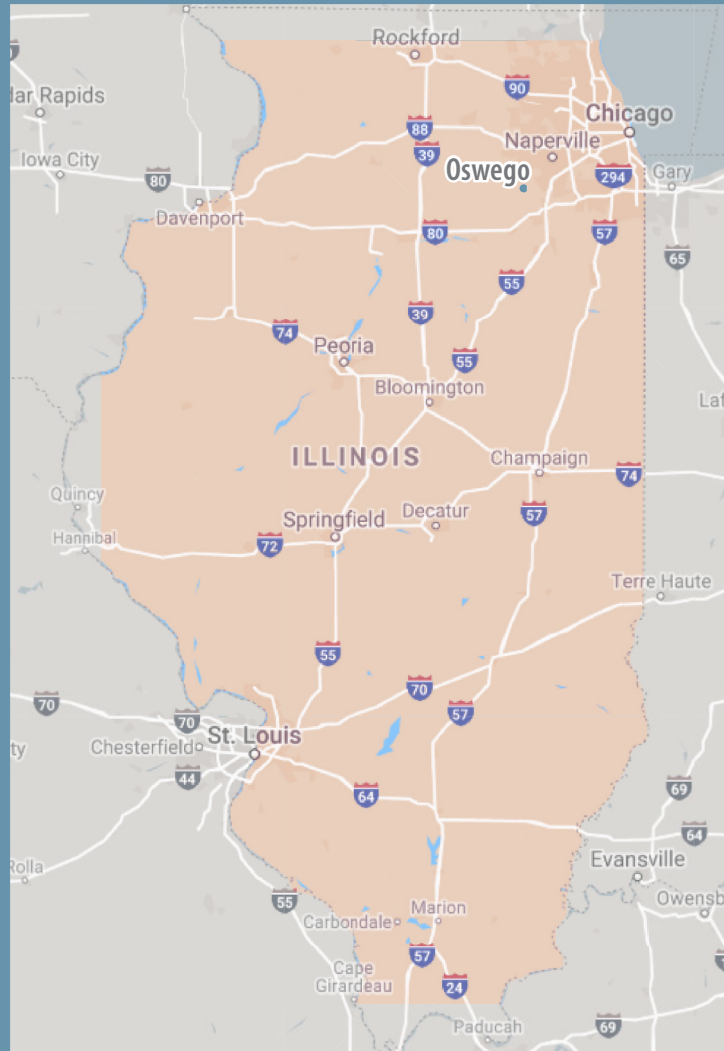 Rockford
dar Rapids
90
Chicago
88
Naperville
39
Iowa City
Oswego
294
Gary
80
Davenport
80
57
65
55
39
74
Peoria
55
Bloomington
Laf
ILLINOIS
Champaign
74
Quincy
Springfield
Decatur
57
Hannibal
72
Terre Haute
55
70
70
57
70
St. Louis
Chesterfield
ty
44
69
64
64
Evansville
Rolla
55
Owensb
Carbondale
Marion
57
Cape
Girardeau
24
Paducah
69